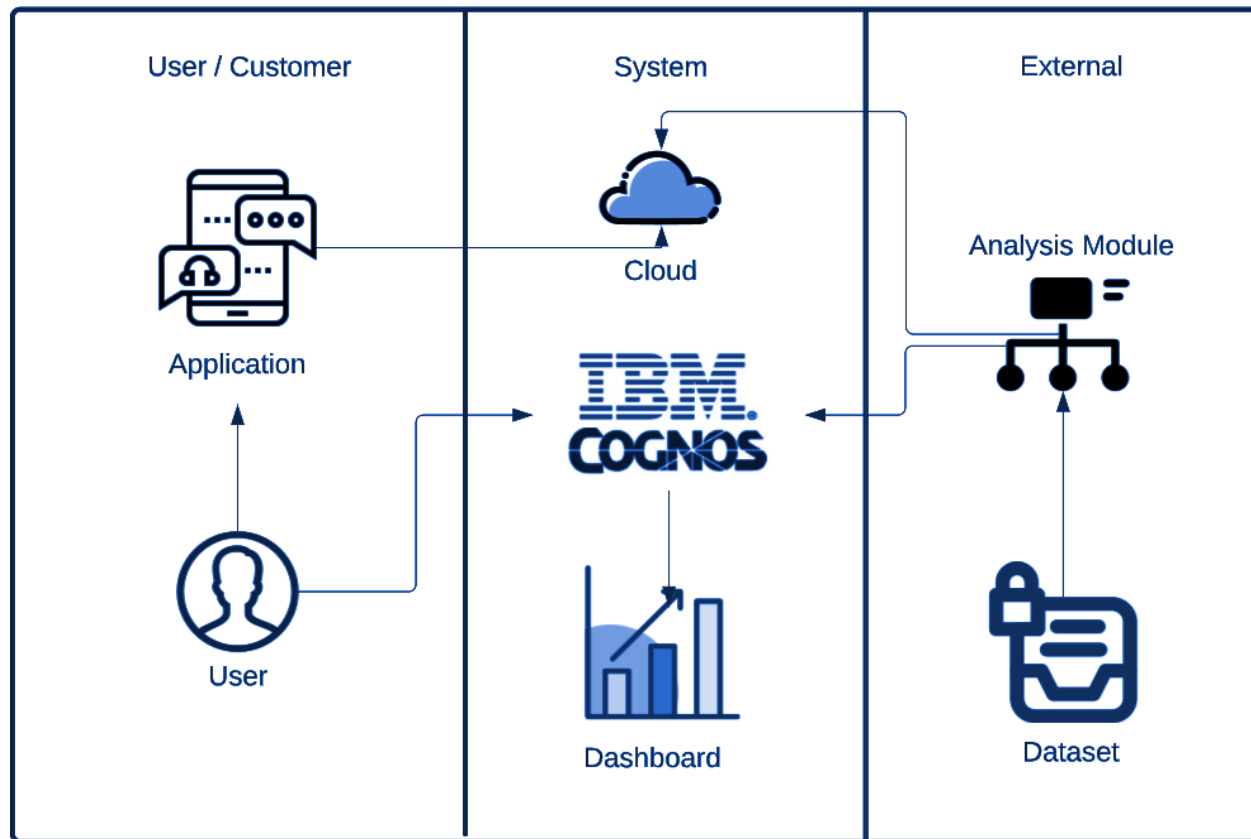 User / Customer
System
External
Cloud
Analysis Module
Application
IBM®
COGNOS
User
Dashboard
Dataset